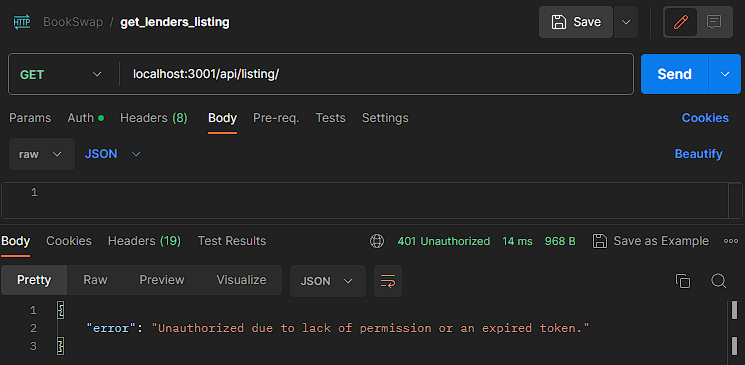 HTTP BookSwap / get_lenders_listing Save
GET localhost:3001/api/listing/ Send
Params Auth Headers (8) Body Pre-req. Tests Settings Cookies
raw JSON Beautify
1
Body Cookies Headers (19) Test Results 401 Unauthorized 14 ms 968 B Save as Example
Pretty Raw Preview Visualize JSON
1 {
2 "error": "Unauthorized due to lack of permission or an expired token."
3 }